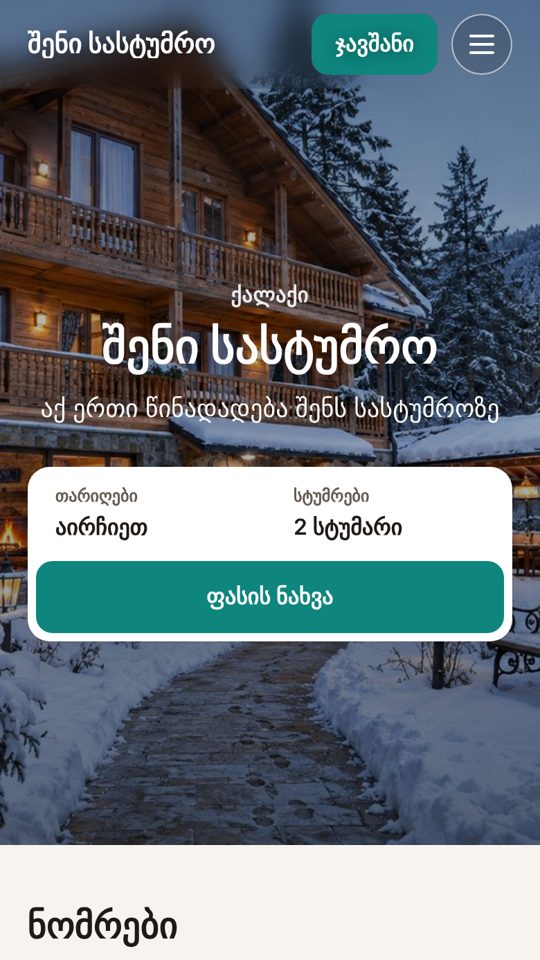 შენი სასტუმრო
ჯავშანი
ქალაქი
შენი სასტუმრო
აქ ერთი წინადადება შენს სასტუმროზე
თარიღები
სტუმრები
აირჩიეთ
2 სტუმარი
ფასის ნახვა
ნომრები